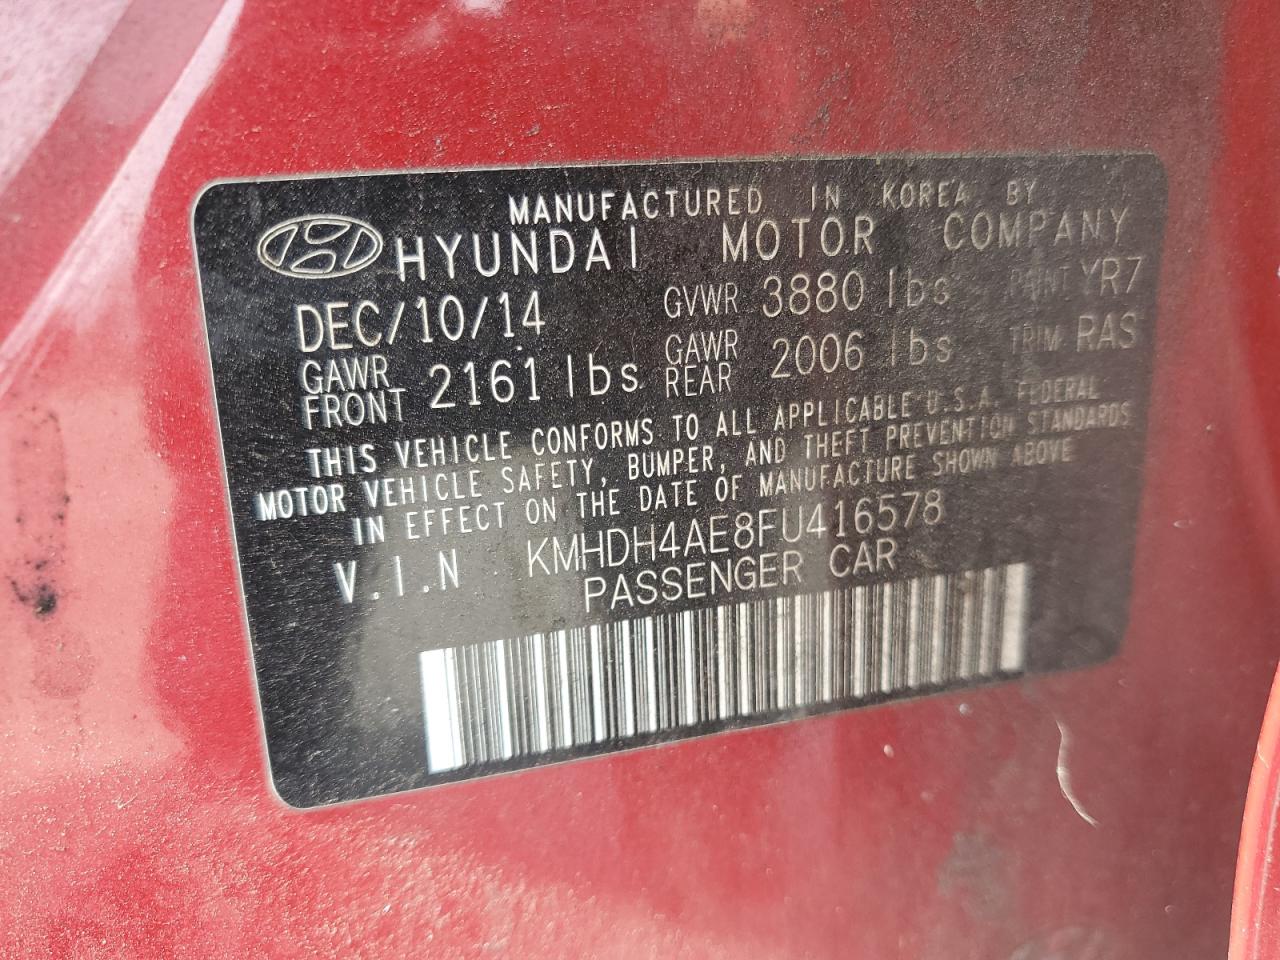 MANUFACTURED IN KOREA BY
HYUNDAI MOTOR COMPANY
DEC/10/14 GVWR 3880 lbs PAINT YR7
GAWR FRONT 2161 lbs GAWR REAR 2006 lbs TRIM RAS
THIS VEHICLE CONFORMS TO ALL APPLICABLE U.S.A. FEDERAL
MOTOR VEHICLE SAFETY, BUMPER, AND THEFT PREVENTION STANDARDS
IN EFFECT ON THE DATE OF MANUFACTURE SHOWN ABOVE
V.I.N KMHDH4AE8FU416578
PASSENGER CAR